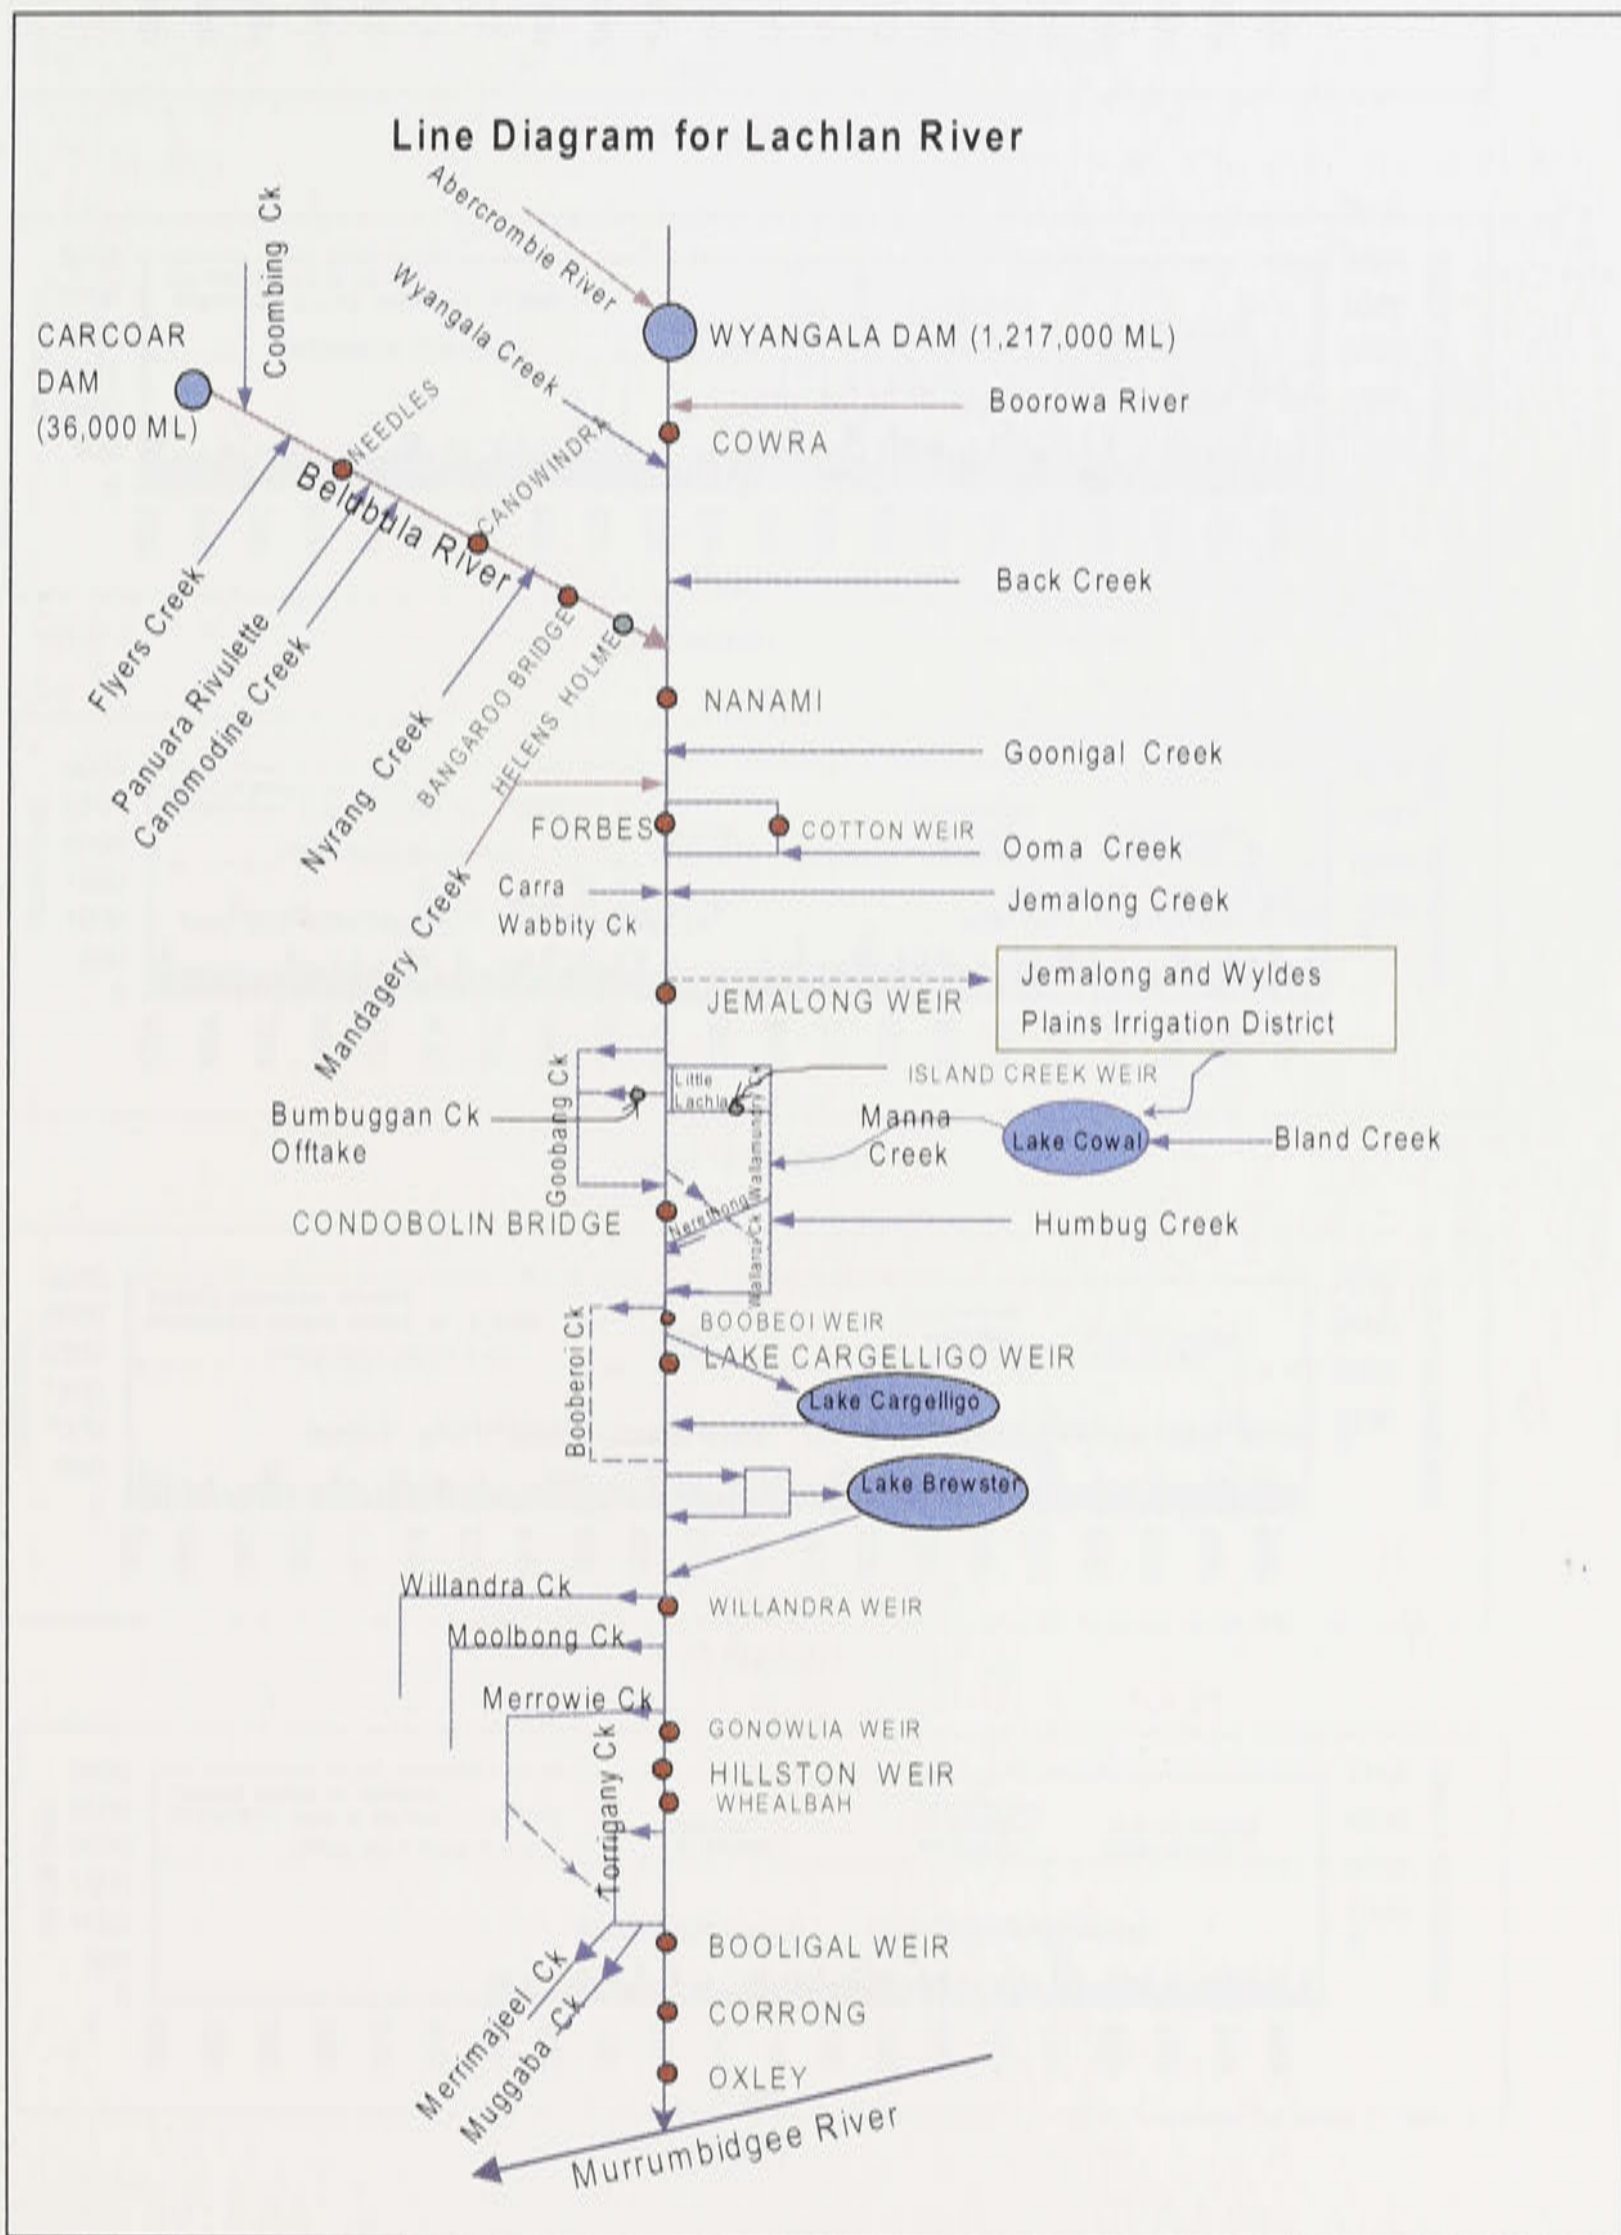 Line Diagram for Lachlan River
Abercrombie River
Coombing Ck
Wyangala Creek
CARCOAR
DAM
(36,000 ML)
WYANGALA DAM (1,217,000 ML)
Boorowa River
COWRA
NEEDLES
CANOWINDRA
Belubula River
Back Creek
Flyers Creek
Panuara Rivulette
Canomodine Creek
Nyrang Creek
BANGAROO BRIDGE
HELENS HOLME
NANAMI
Goonigal Creek
Mandagery Creek
FORBES
COTTON WEIR
Ooma Creek
Carra
Wabbity Ck
Jemalong Creek
JEMALONG WEIR
Jemalong and Wyldes
Plains Irrigation District
Goobang Ck
Little
Lachla
ISLAND CREEK WEIR
Bumbuggan Ck
Offtake
Wallamundry Ck
Manna
Creek
Lake Cowal
Bland Creek
CONDOBOLIN BRIDGE
Nerathong
Wallaroi Ck
Humbug Creek
Booberoi Ck
BOOBEOI WEIR
LAKE CARGELLIGO WEIR
Lake Cargelligo
Lake Brewster
Willandra Ck
WILLANDRA WEIR
Moolbong Ck
Merrowie Ck
GONOWLIA WEIR
Torrigany Ck
HILLSTON WEIR
WHEALBAH
BOOLIGAL WEIR
Merrimajeel Ck
Muggaba Ck
CORRONG
OXLEY
Murrumbidgee River